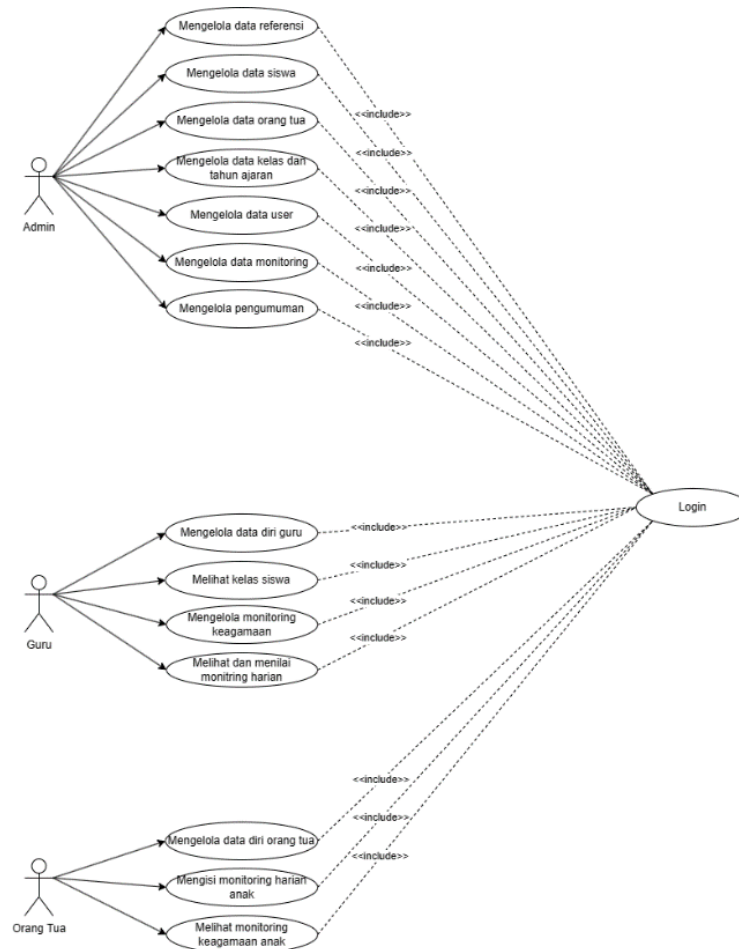 Mengelola data referensi
Mengelola data siswa
<<include>>
Mengelola data orang tua
<<include>>
Mengelola data kelas dan
tahun ajaran
<<include>>
Admin
Mengelola data user
<<include>>
Mengelola data monitoring
<<include>>
Mengelola pengumuman
<<include>>
<<include>>
Login
Mengelola data diri guru
<<include>>
Melihat kelas siswa
<<include>>
Guru
Mengelola monitoring
keagamaan
<<include>>
Melihat dan menilai
monitring harian
<<include>>
<<include>>
Mengelola data diri orang tua
<<include>>
Mengisi monitoring harian
anak
<<include>>
Orang Tua
Melihat monitoring
keagamaan anak